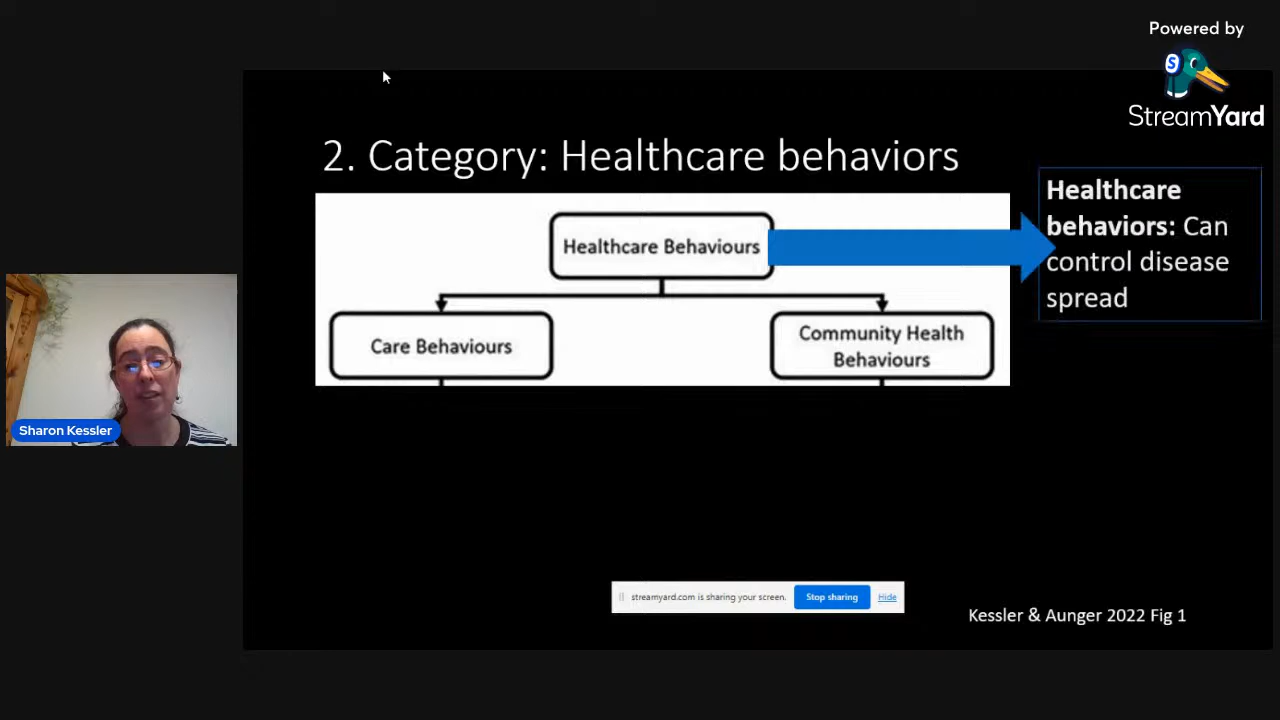 Powered by
S
StreamYard
2. Category: Healthcare behaviors
Healthcare Behaviours
Care Behaviours
Community Health
Behaviours
Healthcare
behaviors: Can
control disease
spread
Sharon Kessler
streamyard.com is sharing your screen.
Stop sharing
Hide
Kessler & Aunger 2022 Fig 1